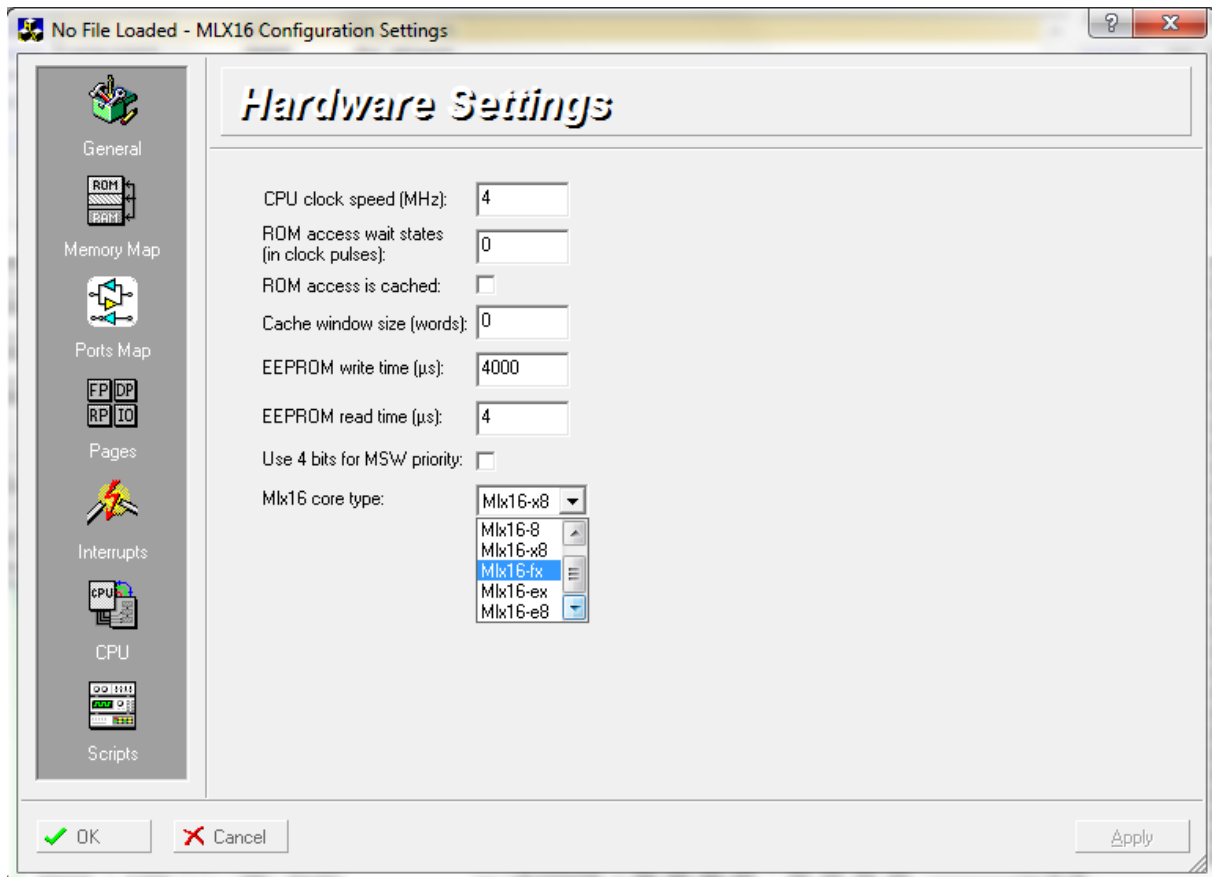 No File Loaded - MLX16 Configuration Settings
?
Hardware Settings
General
ROM
RAM
Memory Map
Ports Map
FP DP
RP IO
Pages
Interrupts
CPU
CPU
Scripts
CPU clock speed (MHz): 4
ROM access wait states
(in clock pulses): 0
ROM access is cached:
Cache window size (words): 0
EEPROM write time (µs): 4000
EEPROM read time (µs): 4
Use 4 bits for MSW priority:
Mlx16 core type: Mlx16-x8
Mlx16-8
Mlx16-x8
Mlx16-fx
Mlx16-ex
Mlx16-e8
OK
Cancel
Apply